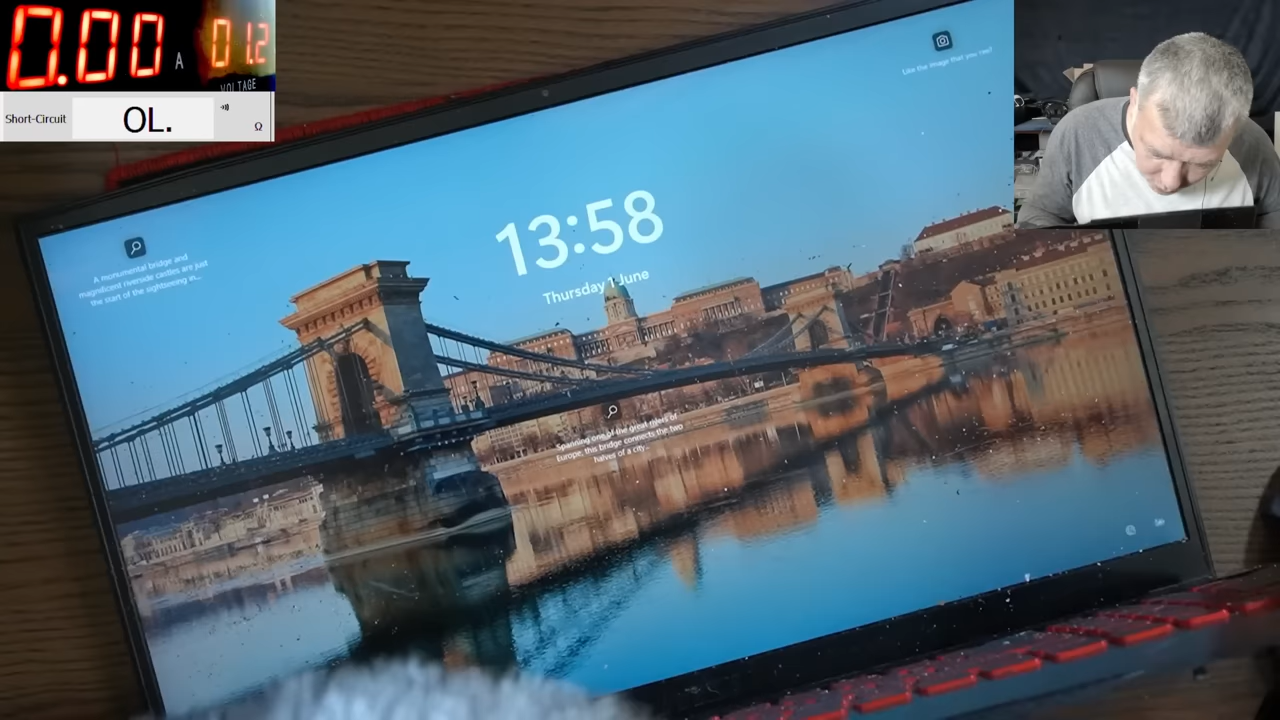 0.00 A 01.2
VOLTAGE
Short-Circuit OL. Ω
Like the image that you see?
13:58
Thursday 1 June
A monumental bridge and
magnificent riverside castles are just
the start of the sightseeing in...
Spanning one of the great rivers of
Europe, this bridge connects the two
halves of a city...